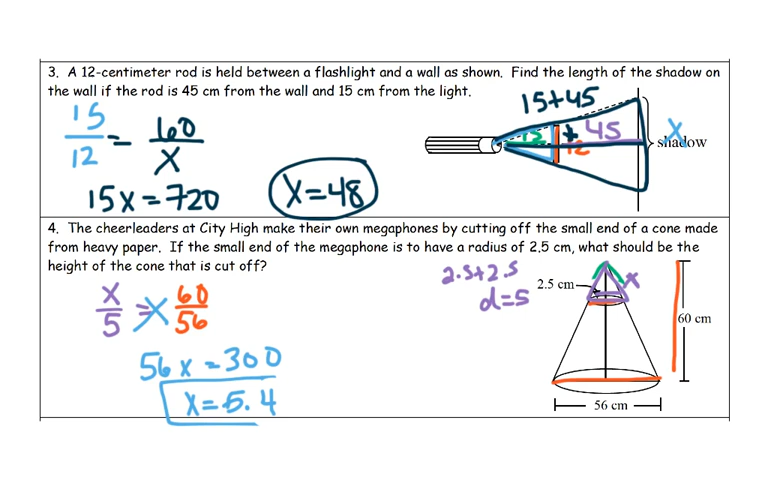 3. A 12-centimeter rod is held between a flashlight and a wall as shown. Find the length of the shadow on
the wall if the rod is 45 cm from the wall and 15 cm from the light.
15+45
15/12 = 60/x
15 + 45
12
shadow
x
15x = 720
x=48
4. The cheerleaders at City High make their own megaphones by cutting off the small end of a cone made
from heavy paper. If the small end of the megaphone is to have a radius of 2.5 cm, what should be the
height of the cone that is cut off?
2.5+2.5
d=5
2.5 cm
x
x/5 = 60/56
60 cm
56x = 300
x=5.4
56 cm